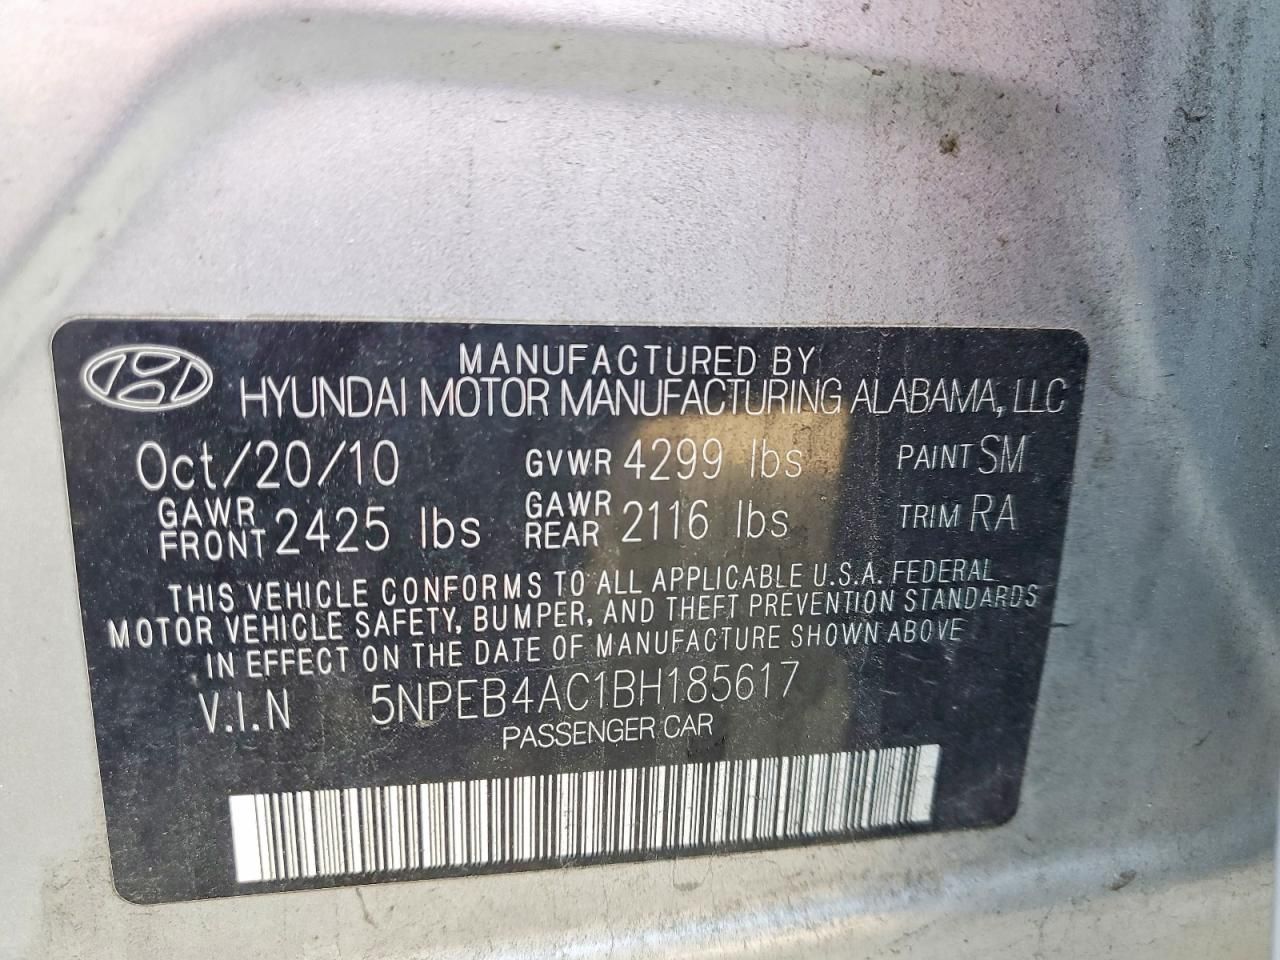 MANUFACTURED BY
HYUNDAI MOTOR MANUFACTURING ALABAMA, LLC
Oct/20/10 GVWR 4299 lbs PAINT SM
GAWR FRONT 2425 lbs GAWR REAR 2116 lbs TRIM RA
THIS VEHICLE CONFORMS TO ALL APPLICABLE U.S.A. FEDERAL
MOTOR VEHICLE SAFETY, BUMPER, AND THEFT PREVENTION STANDARDS
IN EFFECT ON THE DATE OF MANUFACTURE SHOWN ABOVE
V.I.N 5NPEB4AC1BH185617
PASSENGER CAR